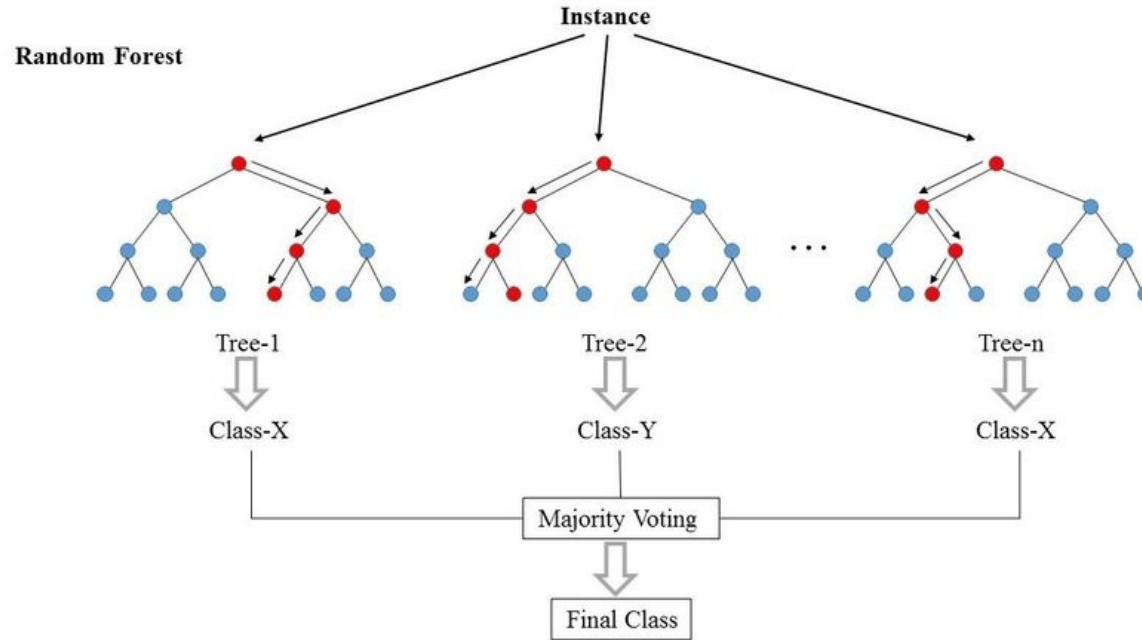 Instance
Random Forest
...
Tree-1
Tree-2
Tree-n
Class-X
Class-Y
Class-X
Majority Voting
Final Class